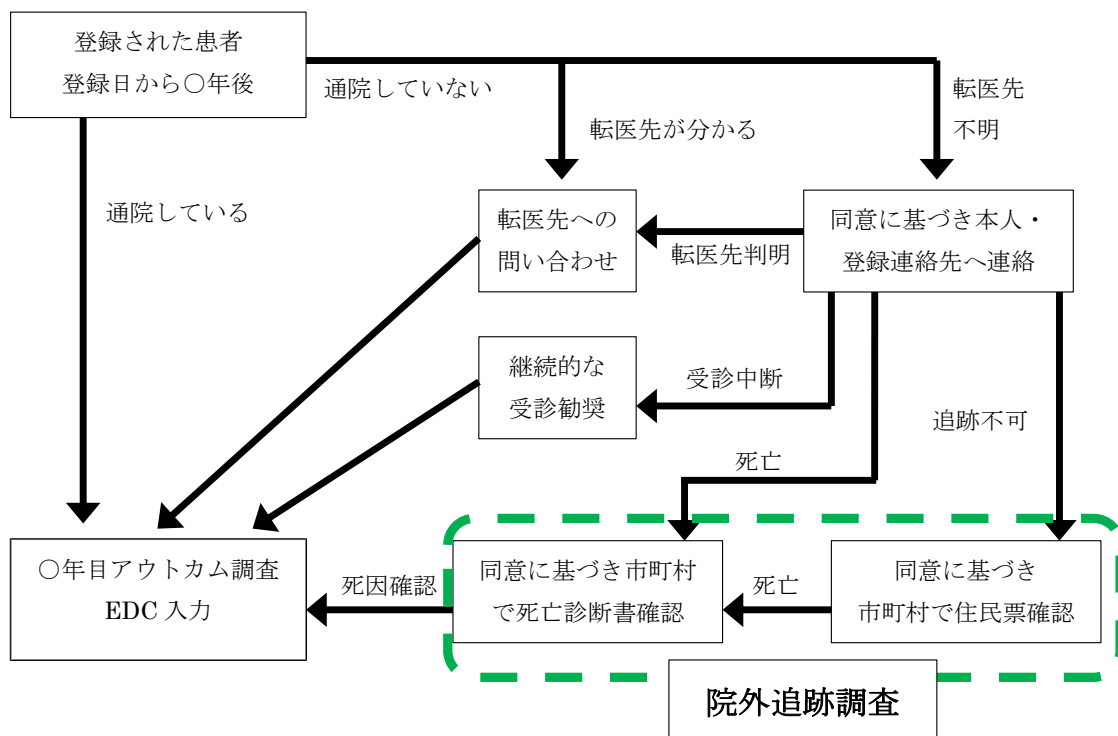 登録された患者
登録日から○年後
通院していない
転医先が分かる
転医先
不明
通院している
転医先への
問い合わせ
転医先判明
同意に基づき本人・
登録連絡先へ連絡
継続的な
受診勧奨
受診中断
追跡不可
死亡
○年目アウトカム調査
EDC 入力
死因確認
同意に基づき市町村
で死亡診断書確認
死亡
同意に基づき
市町村で住民票確認
院外追跡調査